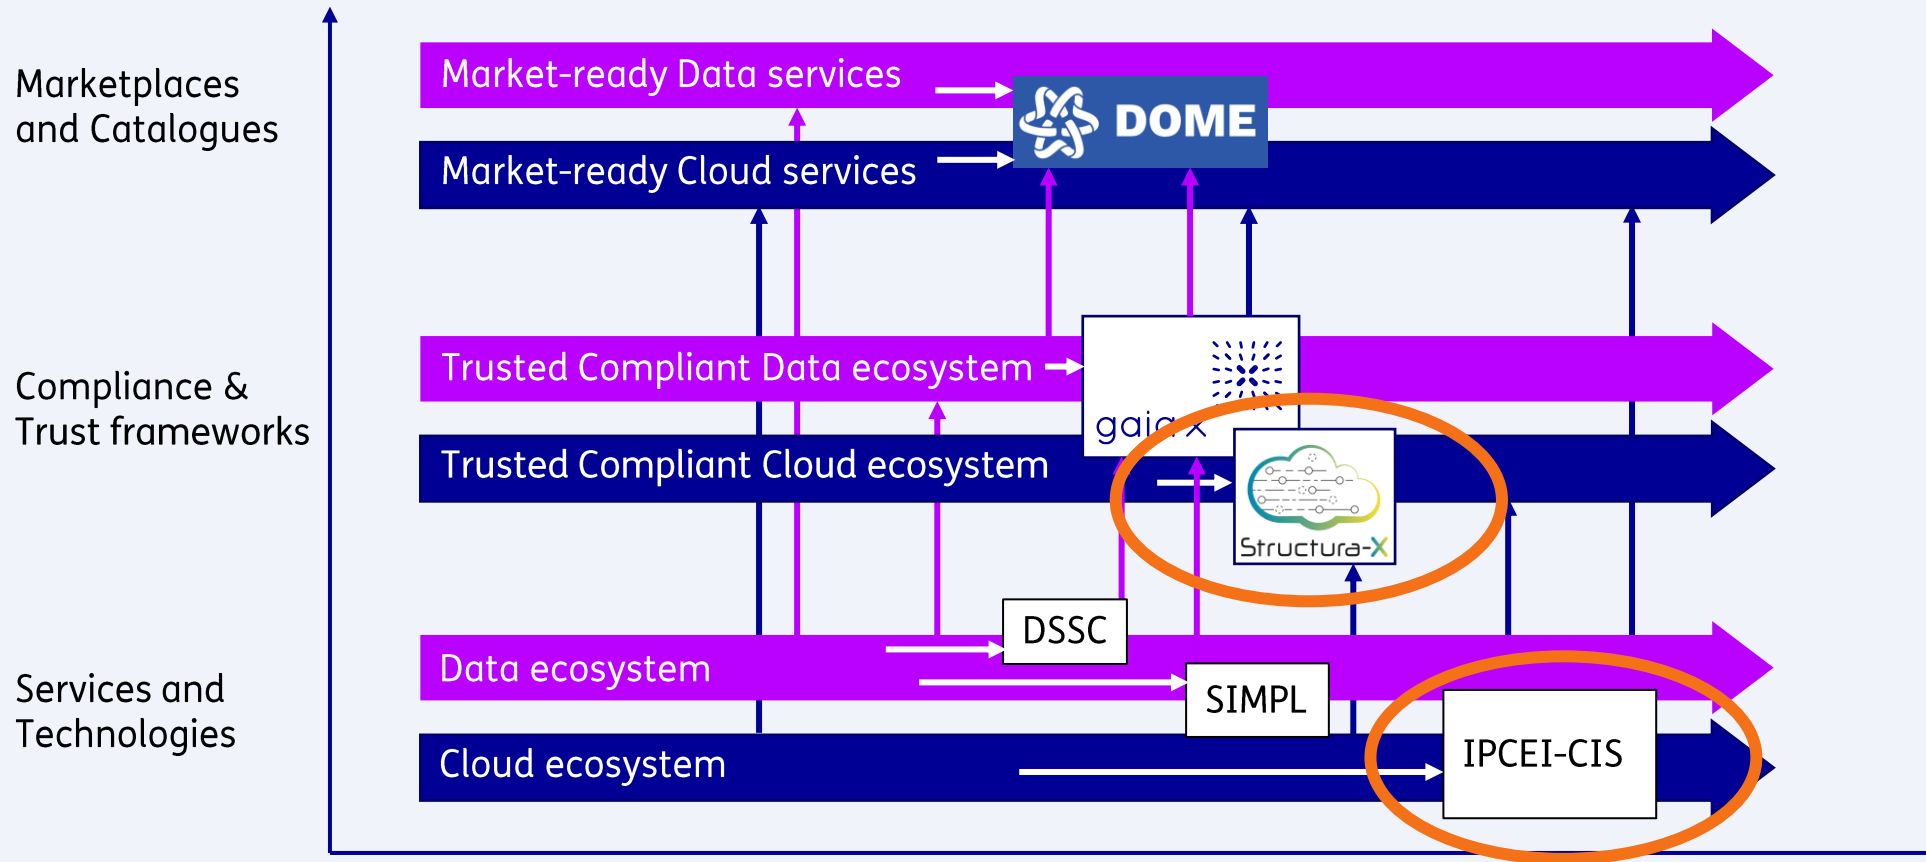 Marketplaces
and Catalogues
Market-ready Data services
DOME
Market-ready Cloud services
Compliance &
Trust frameworks
Trusted Compliant Data ecosystem
gaia-x
Trusted Compliant Cloud ecosystem
Structura-X
Services and
Technologies
DSSC
Data ecosystem
SIMPL
Cloud ecosystem
IPCEI-CIS